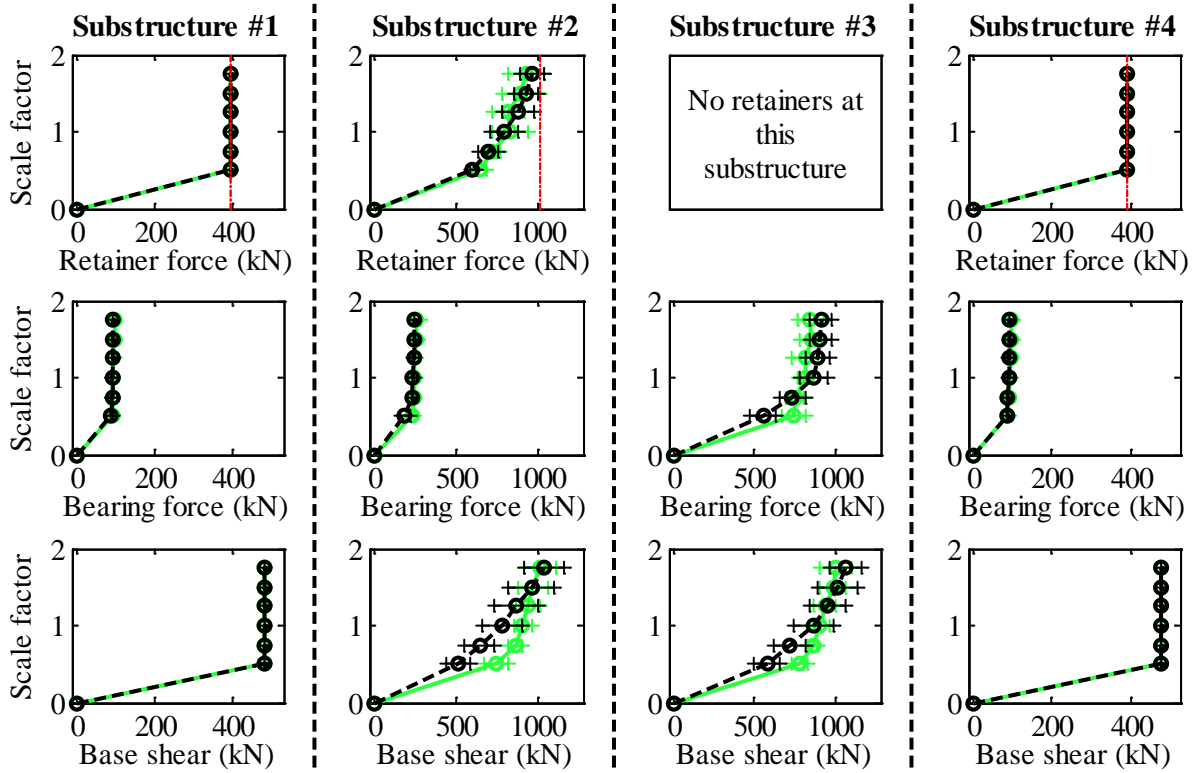 Substructure #1 Substructure #2 Substructure #3 Substructure #4
Scale factor
2
1
0
0 200 400
Retainer force (kN)
2
1
0
0 500 1000
Retainer force (kN)
No retainers at
this
substructure
2
1
0
0 200 400
Retainer force (kN)
Scale factor
2
1
0
0 200 400
Bearing force (kN)
2
1
0
0 500 1000
Bearing force (kN)
2
1
0
0 500 1000
Bearing force (kN)
2
1
0
0 200 400
Bearing force (kN)
Scale factor
2
1
0
0 200 400
Base shear (kN)
2
1
0
0 500 1000
Base shear (kN)
2
1
0
0 500 1000
Base shear (kN)
2
1
0
0 200 400
Base shear (kN)